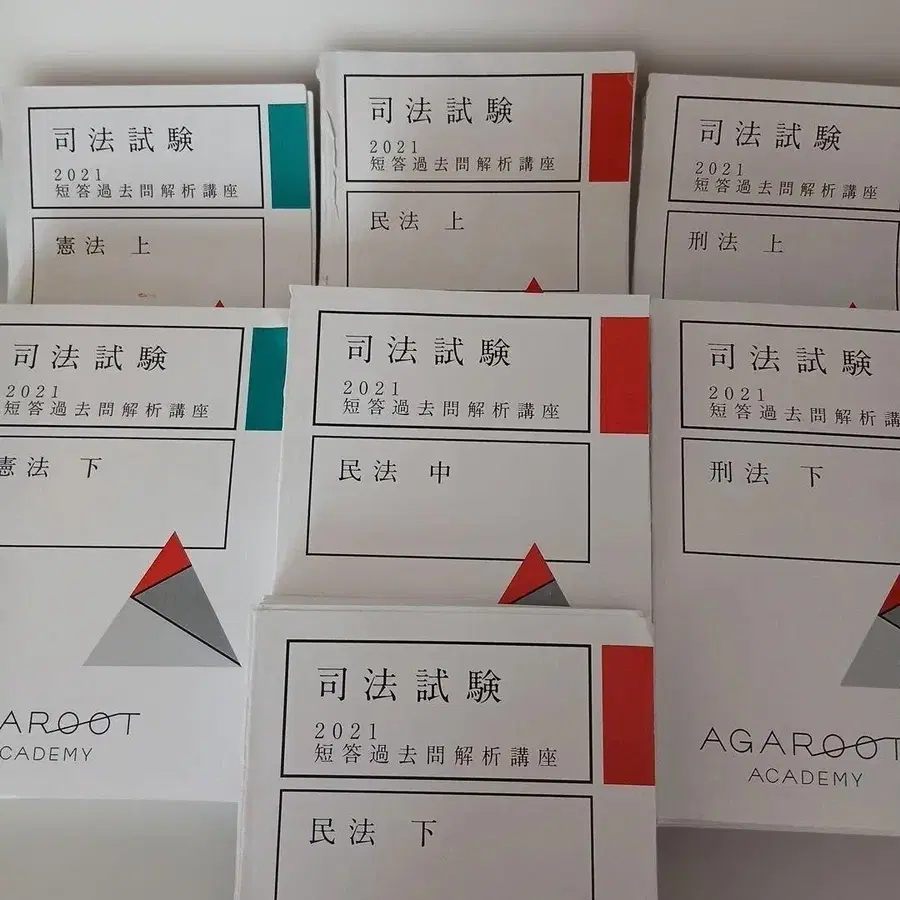 司法試験
2021
短答過去問解析講座
憲法 上
司法試験
2021
短答過去問解析講座
民法 上
司法試験
2021
短答過去問解析講座
刑法 上
司法試験
2021
短答過去問解析講座
憲法 下
AROOT
CADEMY
司法試験
2021
短答過去問解析講座
民法 中
司法試験
2021
短答過去問解析講
刑法 下
AGAROOT
ACADEMY
司法試験
2021
短答過去問解析講座
民法 下